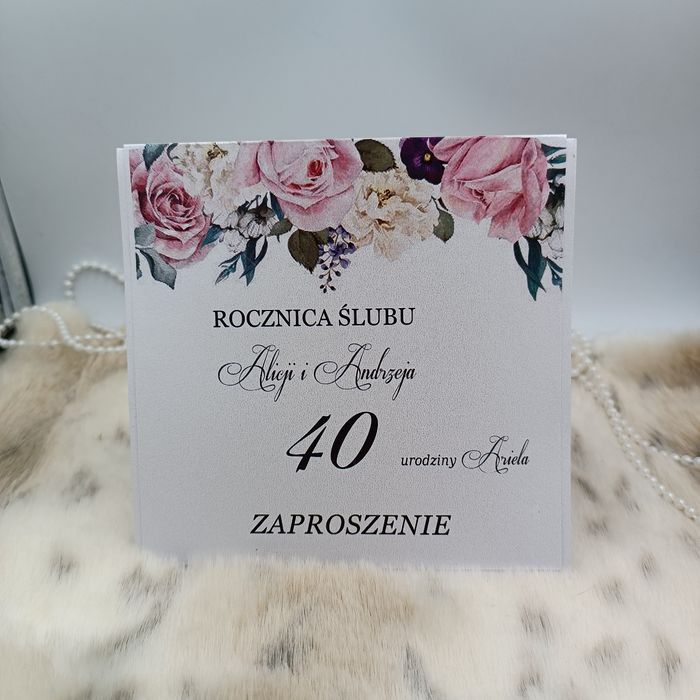 ROCZNICA ŚLUBU
Alicji i Andrzeja
40 urodziny Ariela
ZAPROSZENIE